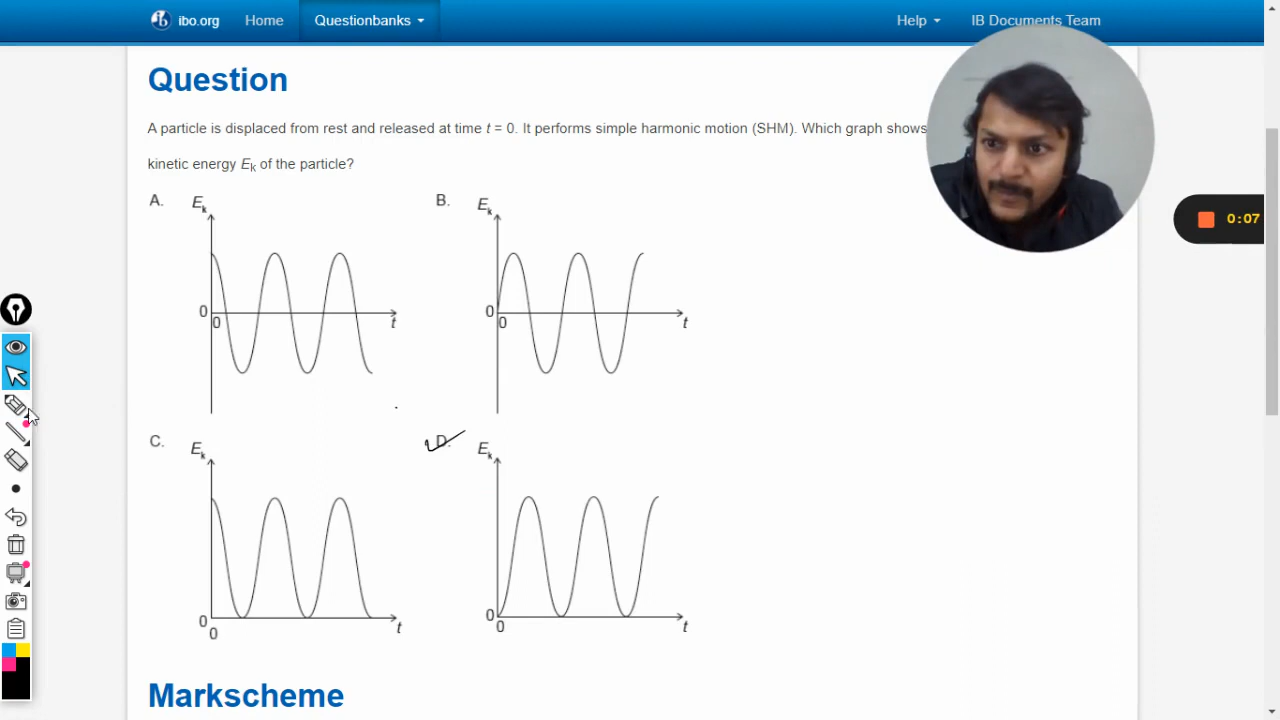 ibo.org Home Questionbanks Help IB Documents Team
Question
A particle is displaced from rest and released at time t = 0. It performs simple harmonic motion (SHM). Which graph shows
kinetic energy Ek of the particle?
0:07
A. Ek B. Ek
0 0
0 t 0 t
C. Ek D. Ek
0 0
0 t 0 t
Markscheme